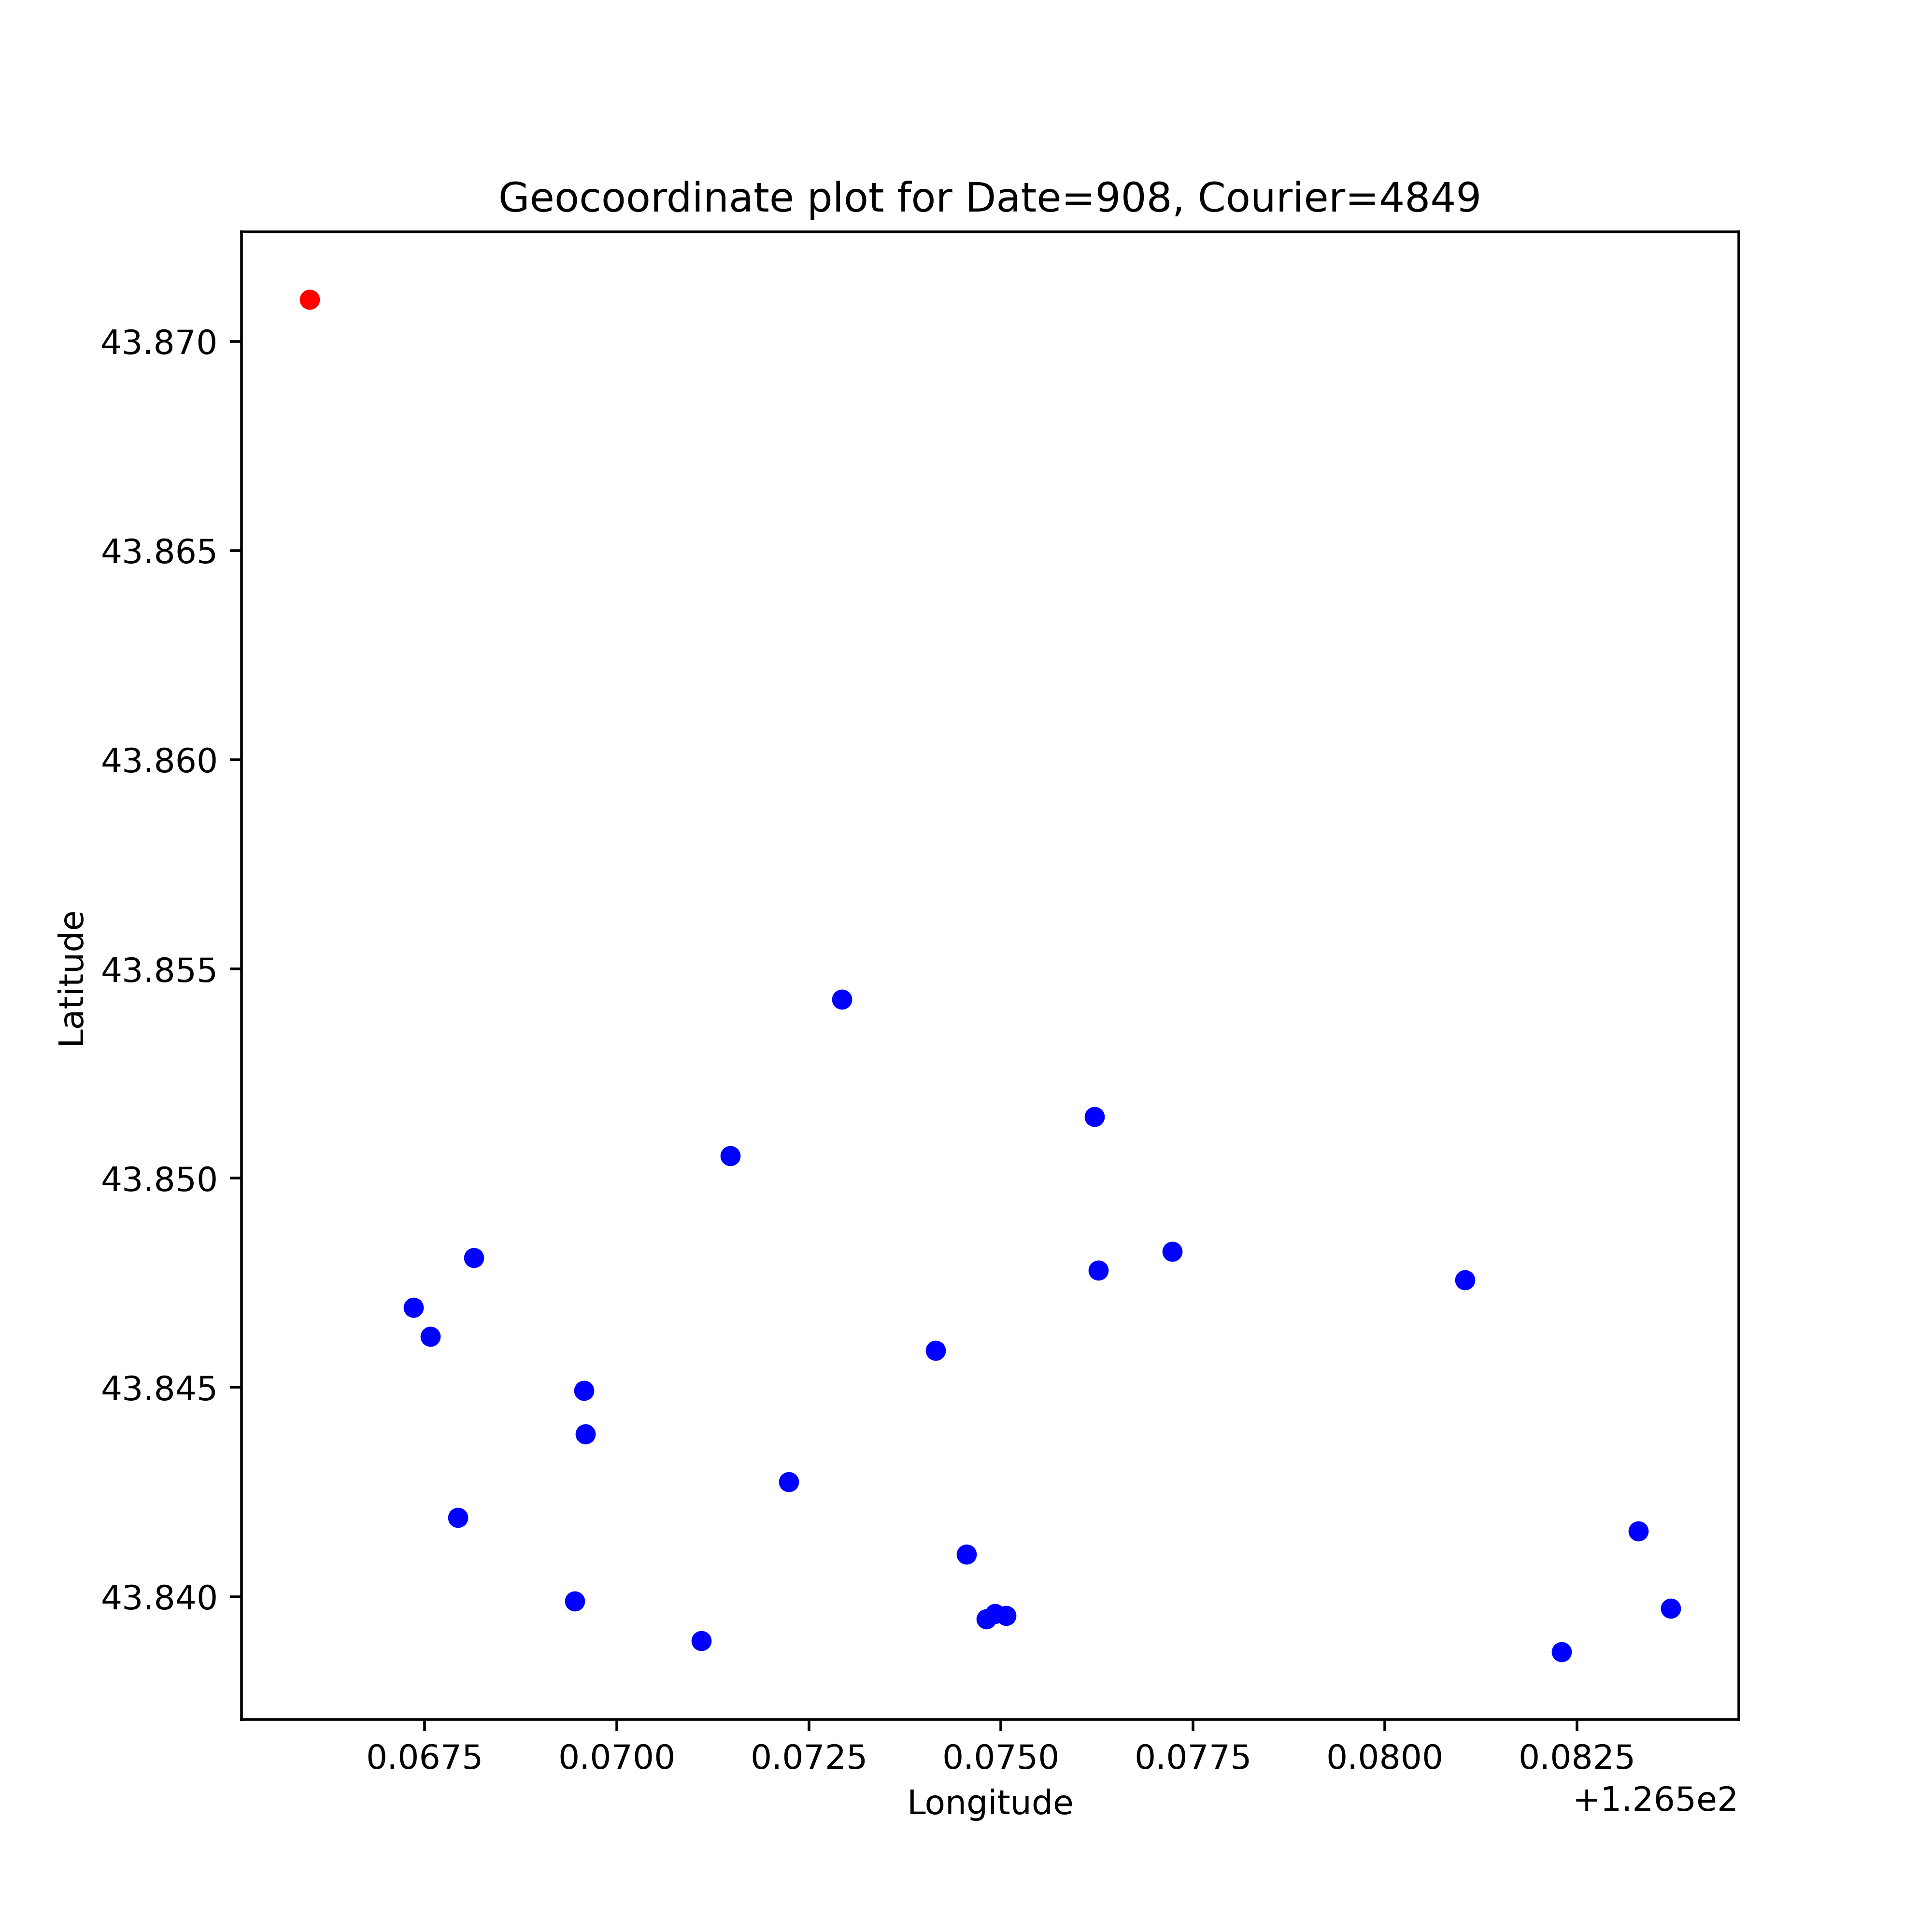 Geocoordinate plot for Date=908, Courier=4849
43.870
43.865
43.860
43.855
43.850
43.845
43.840
Latitude
0.0675 0.0700 0.0725 0.0750 0.0775 0.0800 0.0825
+1.265e2
Longitude